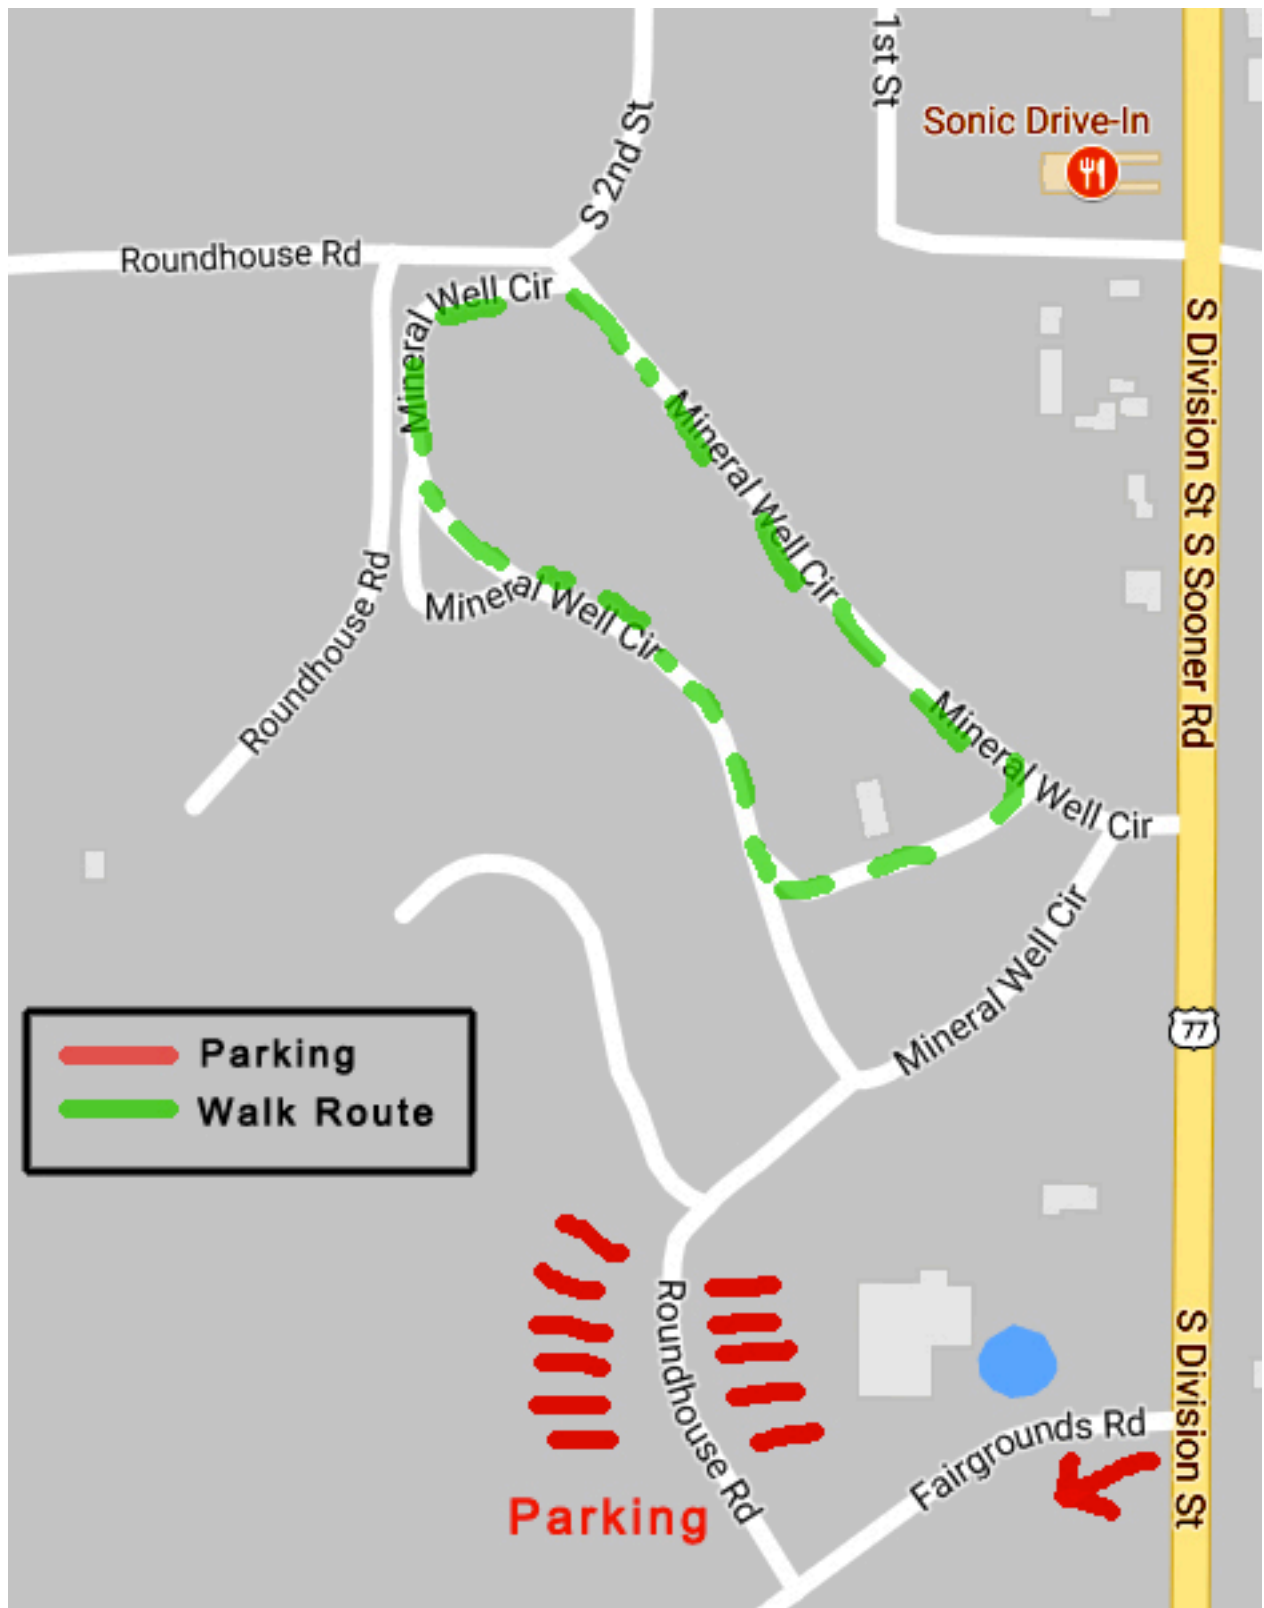 1st St
S 2nd St
Sonic Drive-In
Roundhouse Rd
Mineral Well Cir
Mineral Well Cir
S Division St
S Sooner Rd
Mineral Well Cir
Roundhouse Rd
Mineral Well Cir
Mineral Well Cir
77
Parking
Walk Route
Roundhouse Rd
S Division St
Fairgrounds Rd
Parking